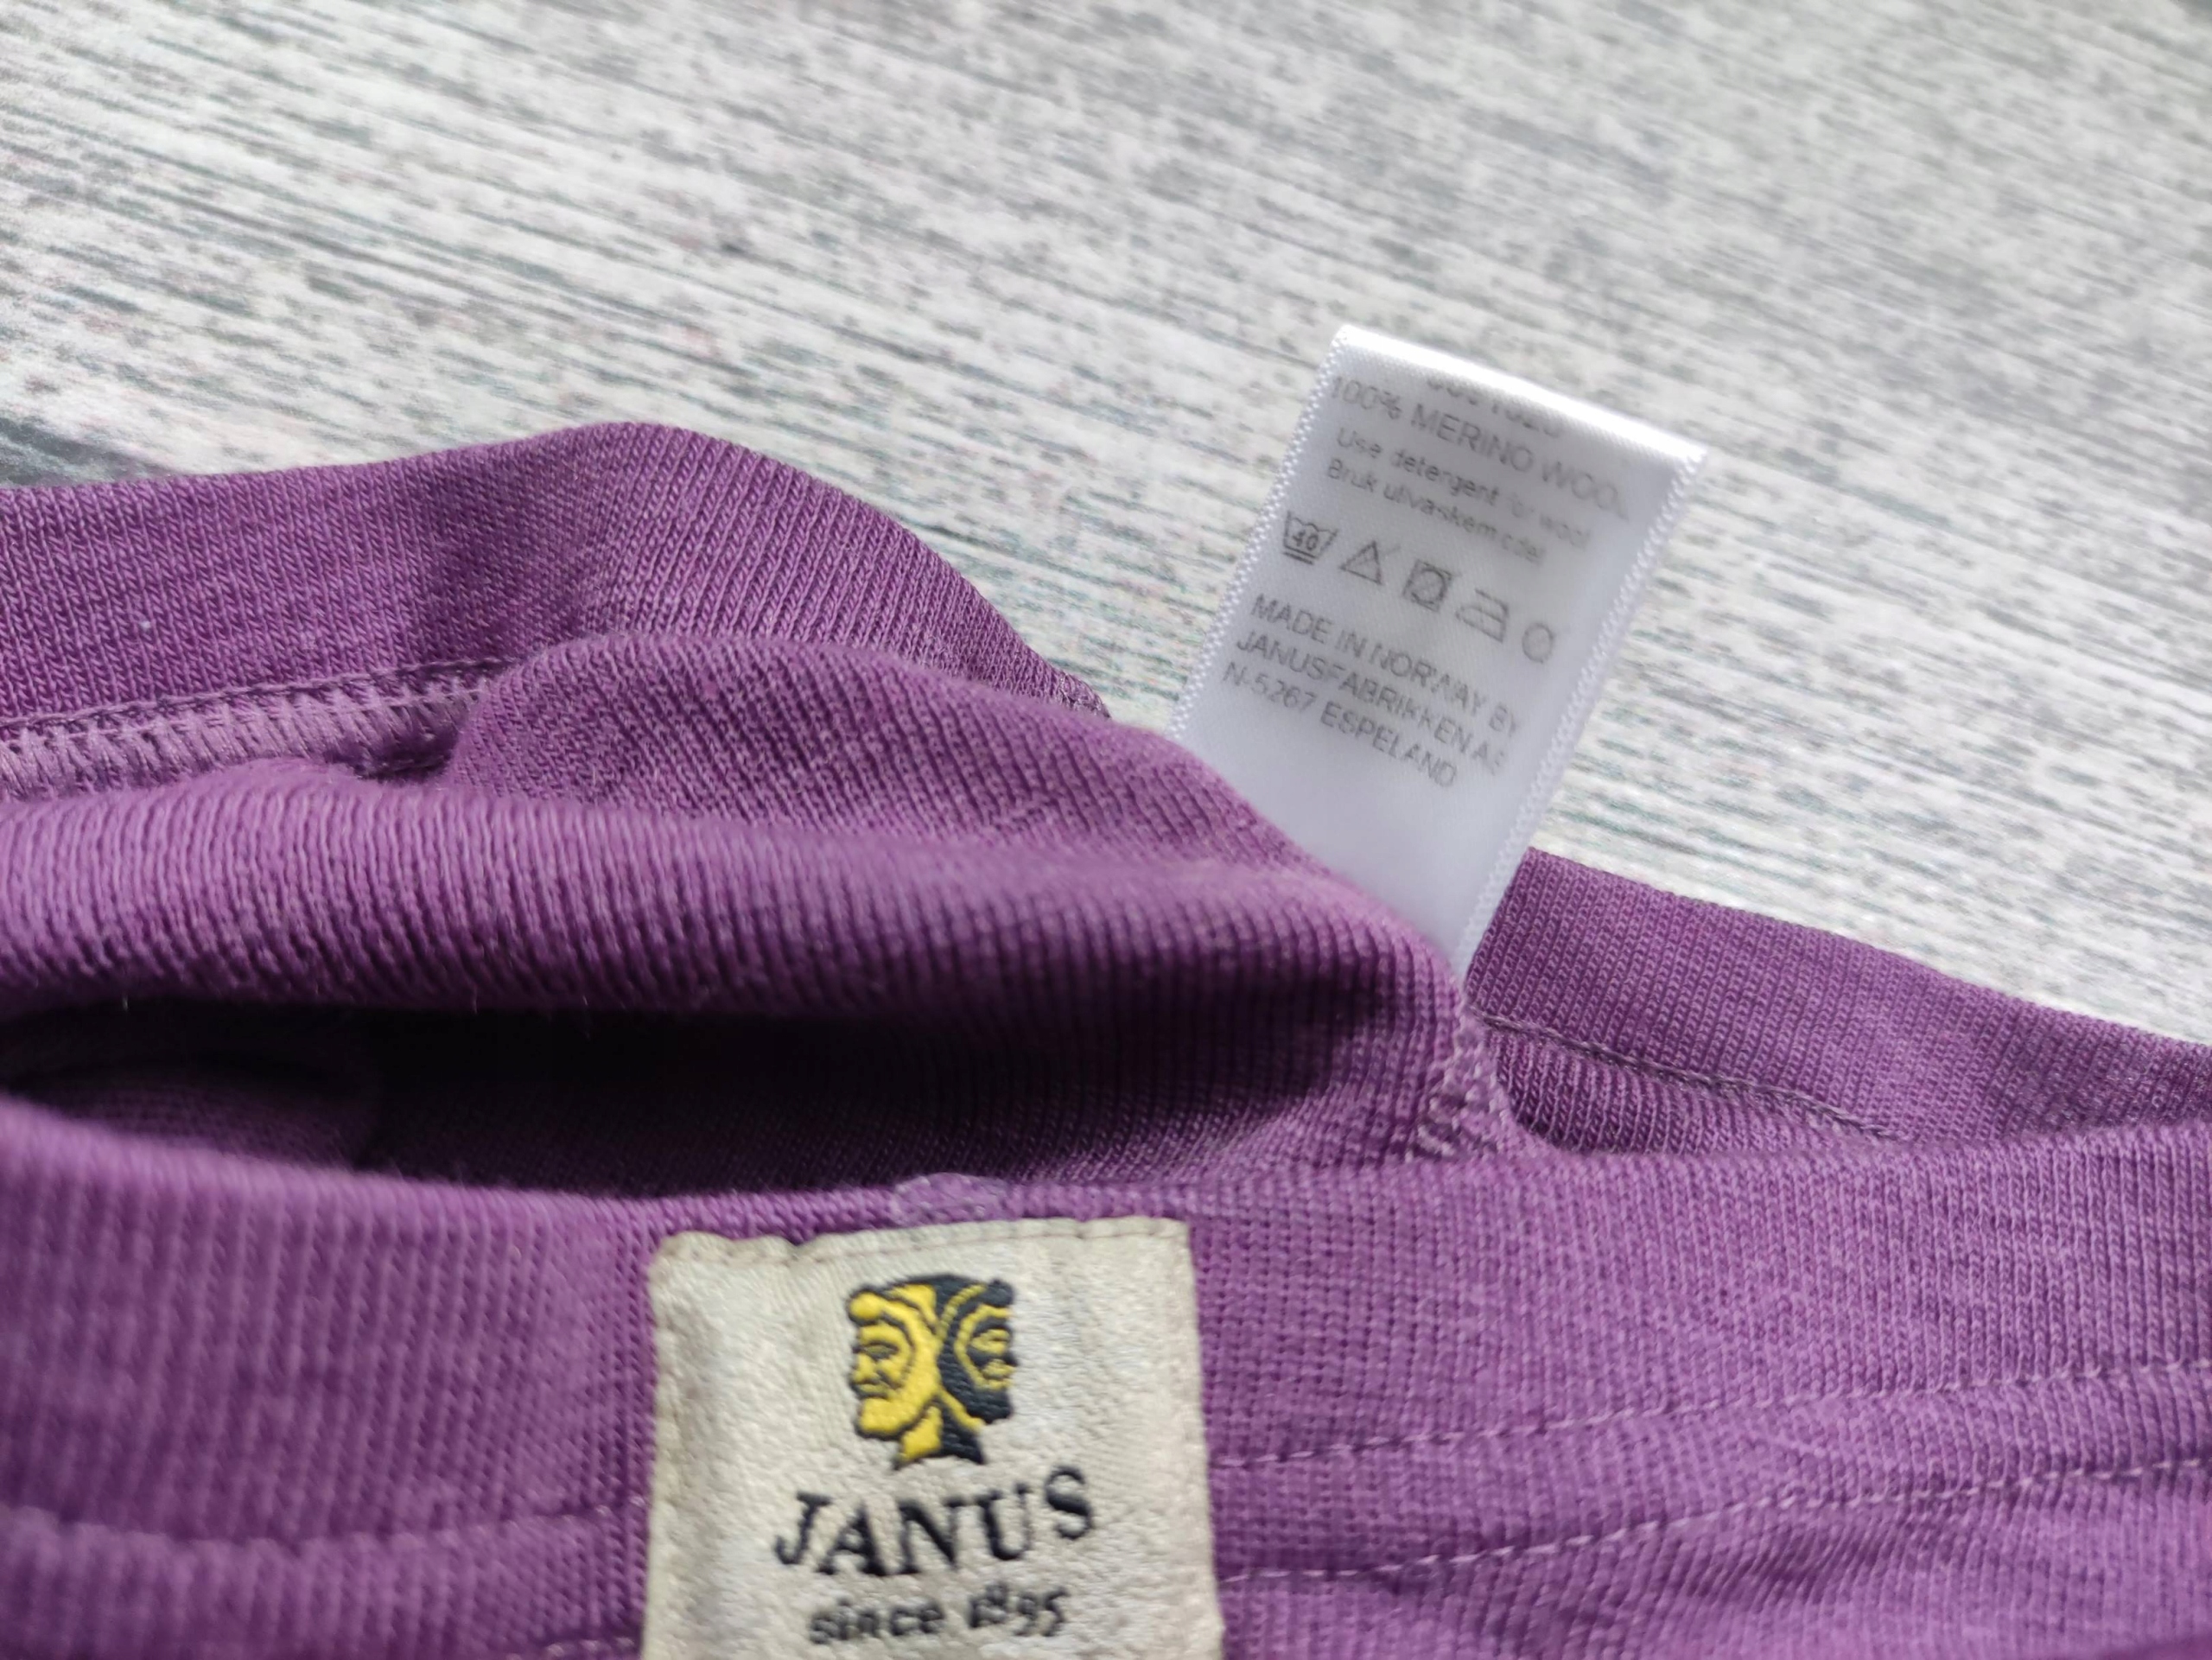 100% MERINO WOOL
Use detergent for wool
Bruk ullvaskemiddel
40
MADE IN NORWAY BY
JANUSFABRIKKEN AS
N-5267 ESPELAND
JANUS
since 1895